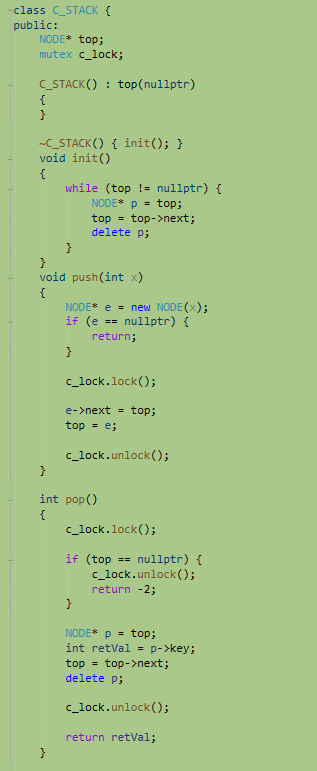 class C_STACK {
public:
    NODE* top;
    mutex c_lock;

    C_STACK() : top(nullptr)
    {
    }

    ~C_STACK() { init(); }
    void init()
    {
        while (top != nullptr) {
            NODE* p = top;
            top = top->next;
            delete p;
        }
    }
    void push(int x)
    {
        NODE* e = new NODE(x);
        if (e == nullptr) {
            return;
        }

        c_lock.lock();

        e->next = top;
        top = e;

        c_lock.unlock();
    }

    int pop()
    {
        c_lock.lock();

        if (top == nullptr) {
            c_lock.unlock();
            return -2;
        }

        NODE* p = top;
        int retVal = p->key;
        top = top->next;
        delete p;

        c_lock.unlock();

        return retVal;
    }